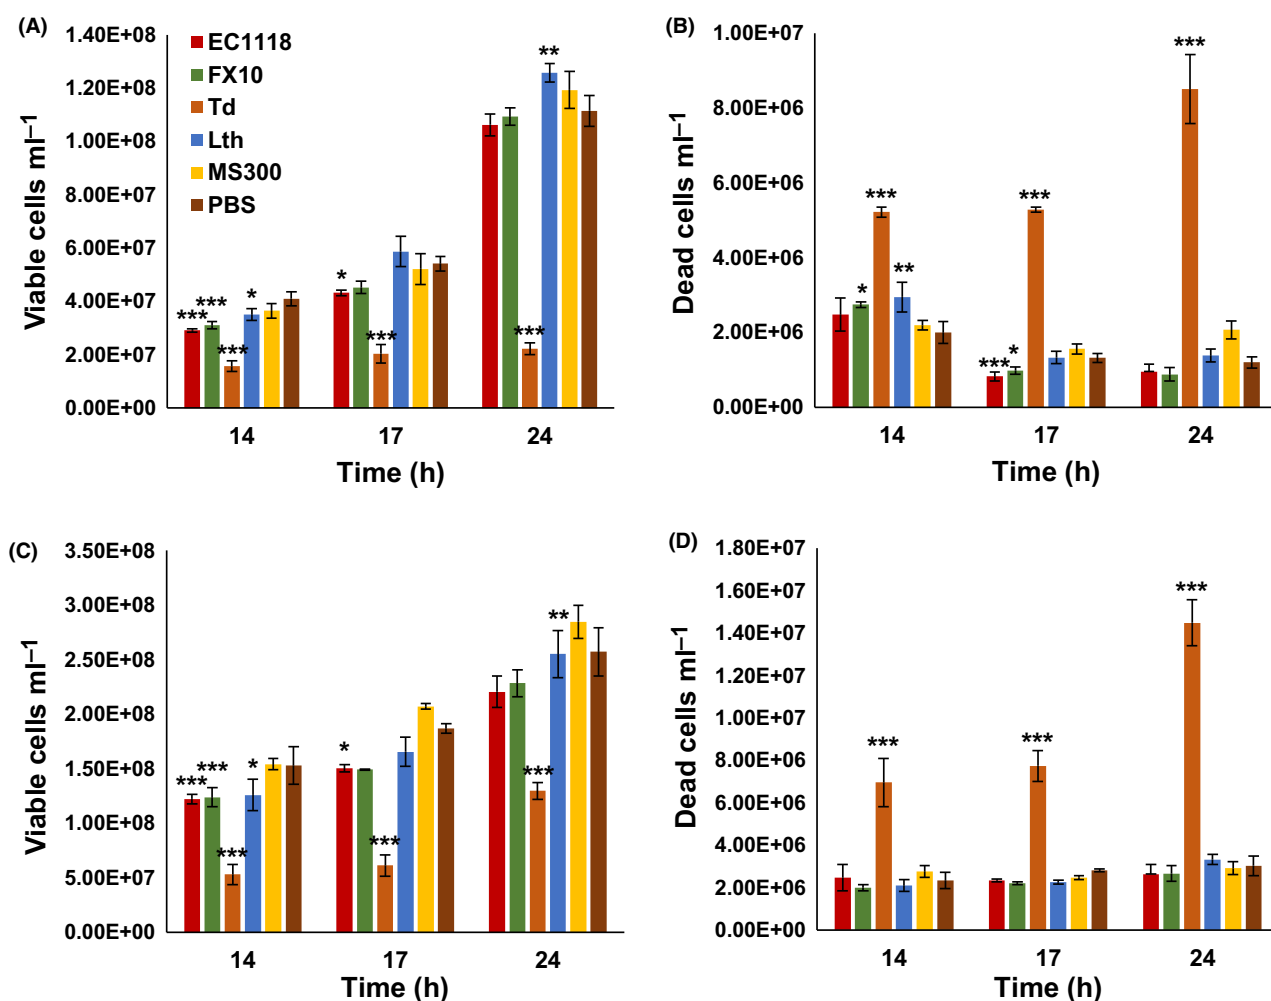 (A)
Viable cells ml–1
1.40E+08
1.20E+08
1.00E+08
8.00E+07
6.00E+07
4.00E+07
2.00E+07
0.00E+00
EC1118
FX10
Td
Lth
MS300
PBS
*** *** *** *
* ***
*** **
14 17 24
Time (h)
(B)
Dead cells ml–1
1.00E+07
8.00E+06
6.00E+06
4.00E+06
2.00E+06
0.00E+00
* *** **
*** * ***
***
14 17 24
Time (h)
(C)
Viable cells ml–1
3.50E+08
3.00E+08
2.50E+08
2.00E+08
1.50E+08
1.00E+08
5.00E+07
0.00E+00
*** *** *** *
* ***
*** **
14 17 24
Time (h)
(D)
Dead cells ml–1
1.80E+07
1.60E+07
1.40E+07
1.20E+07
1.00E+07
8.00E+06
6.00E+06
4.00E+06
2.00E+06
0.00E+00
***
***
***
14 17 24
Time (h)